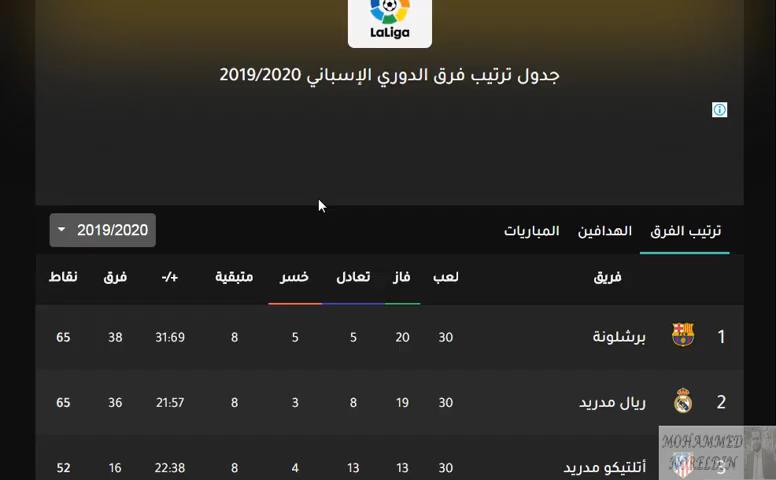 LaLiga
جدول ترتيب فرق الدوري الإسباني 2019/2020
ترتيب الفرق الهدافين المباريات 2019/2020
فريق لعب فاز تعادل خسر متبقية +/- فرق نقاط
1 برشلونة 30 20 5 5 8 31:69 38 65
2 ريال مدريد 30 19 8 3 8 21:57 36 65
3 أتلتيكو مدريد 30 13 13 4 8 22:38 16 52
MOHAMMED
NORELDIN